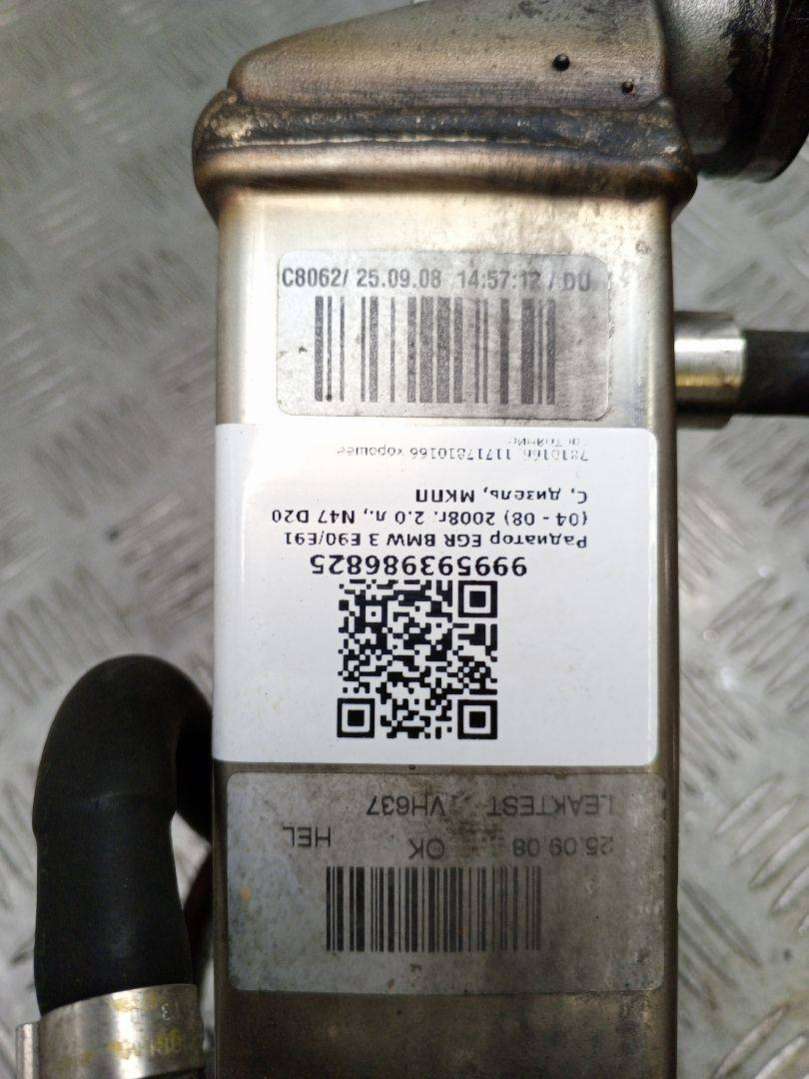 C8062/ 25.09.08 14:57:12 / DU
999593986825
Радиатор EGR BMW 3 E90/E91
(04 - 08) 2008г. 2.0 л., N47 D20
C, дизель, МКПП
7810166 11717810166 хорошее
LEAKTEST VH637
25 09 08 OK HEL